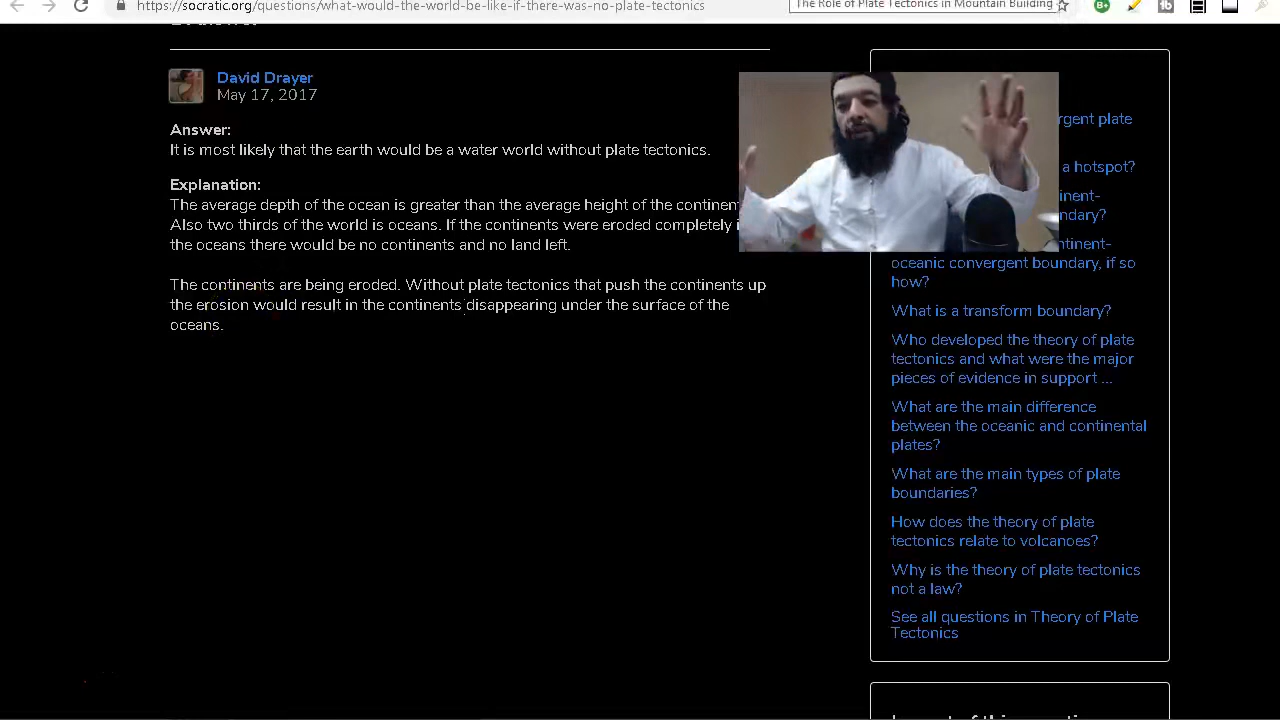 https://socratic.org/questions/what-would-the-world-be-like-if-there-was-no-plate-tectonics
The Role of Plate Tectonics in Mountain Building
David Drayer
May 17, 2017
Answer:
It is most likely that the earth would be a water world without plate tectonics.
Explanation:
The average depth of the ocean is greater than the average height of the continent
Also two thirds of the world is oceans. If the continents were eroded completely i
the oceans there would be no continents and no land left.
The continents are being eroded. Without plate tectonics that push the continents up
the erosion would result in the continents disappearing under the surface of the
oceans.
rgent plate
a hotspot?
inent-
ndary?
ntinent-
oceanic convergent boundary, if so
how?
What is a transform boundary?
Who developed the theory of plate
tectonics and what were the major
pieces of evidence in support ...
What are the main difference
between the oceanic and continental
plates?
What are the main types of plate
boundaries?
How does the theory of plate
tectonics relate to volcanoes?
Why is the theory of plate tectonics
not a law?
See all questions in Theory of Plate
Tectonics